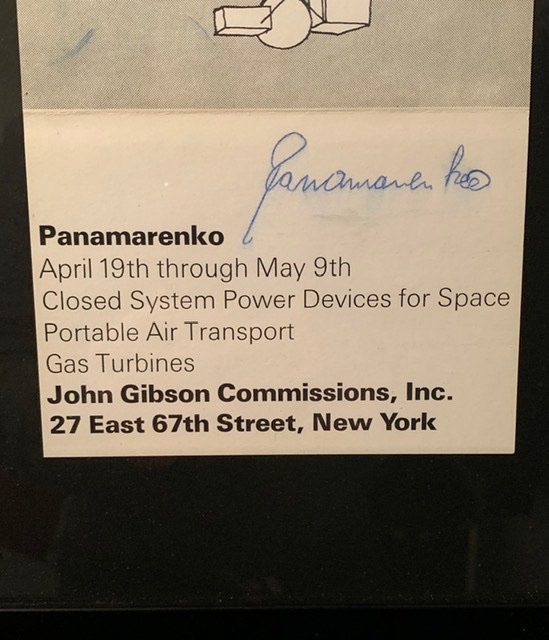 Panamarenko
Panamarenko
April 19th through May 9th
Closed System Power Devices for Space
Portable Air Transport
Gas Turbines
John Gibson Commissions, Inc.
27 East 67th Street, New York